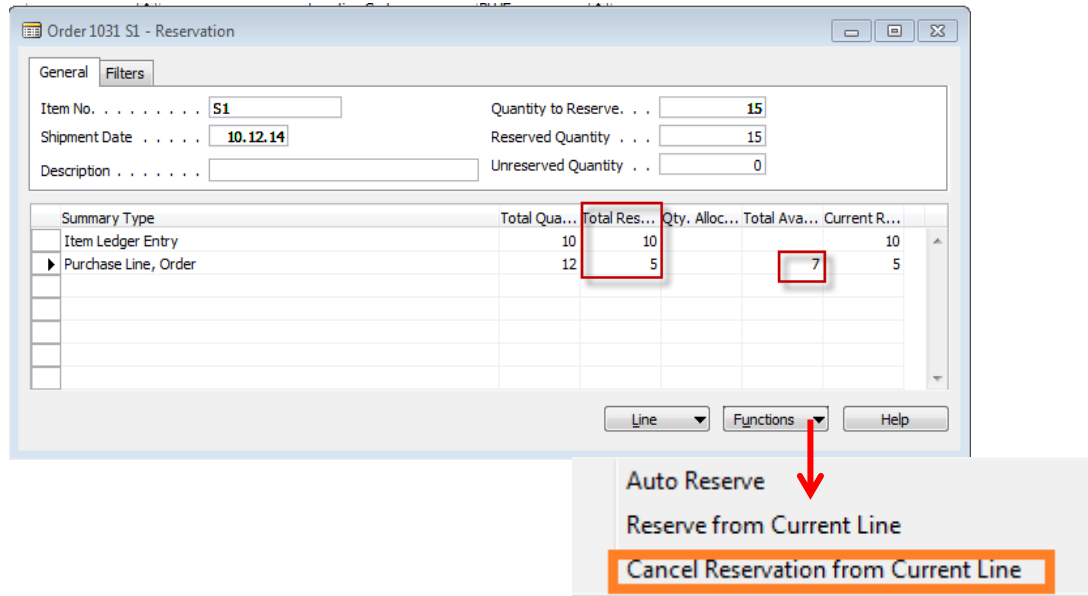 Order 1031 S1 - Reservation
General Filters
Item No. . . . . . . . . . S1 Quantity to Reserve. . . 15
Shipment Date . . . . . 10.12.14 Reserved Quantity . . . 15
Description . . . . . . . Unreserved Quantity . . 0
Summary Type Total Qua... Total Res... Qty. Alloc... Total Ava... Current R...
Item Ledger Entry 10 10 10
Purchase Line, Order 12 5 7 5
Line Functions Help
Auto Reserve
Reserve from Current Line
Cancel Reservation from Current Line